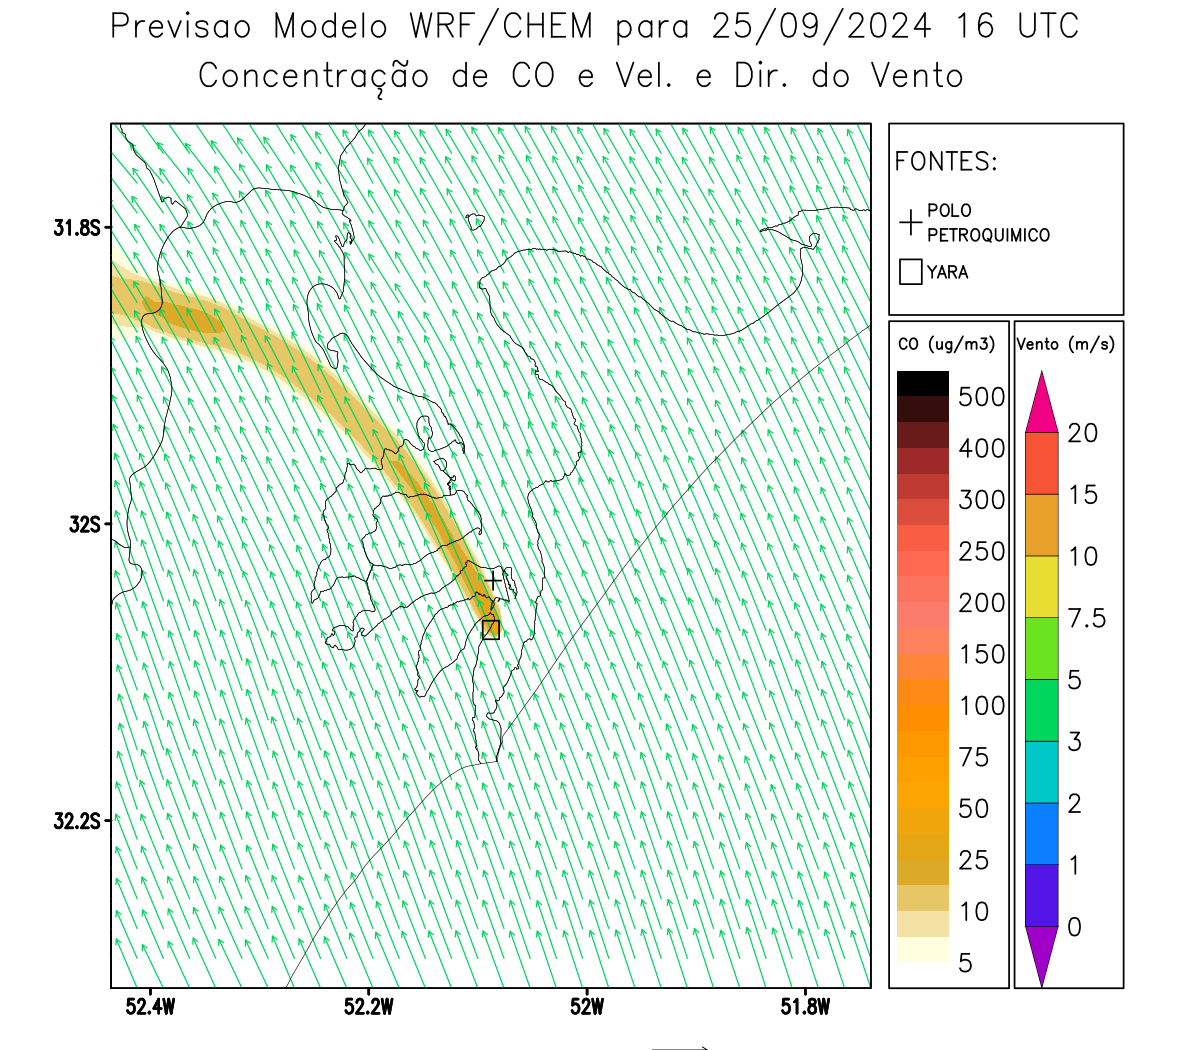 Previsao Modelo WRF/CHEM para 25/09/2024 16 UTC
Concentração de CO e Vel. e Dir. do Vento
FONTES:
POLO
PETROQUIMICO
YARA
CO (ug/m3)
500
400
300
250
200
150
100
75
50
25
10
5
Vento (m/s)
20
15
10
7.5
5
3
2
1
0
31.8S
32S
32.2S
52.4W
52.2W
52W
51.8W